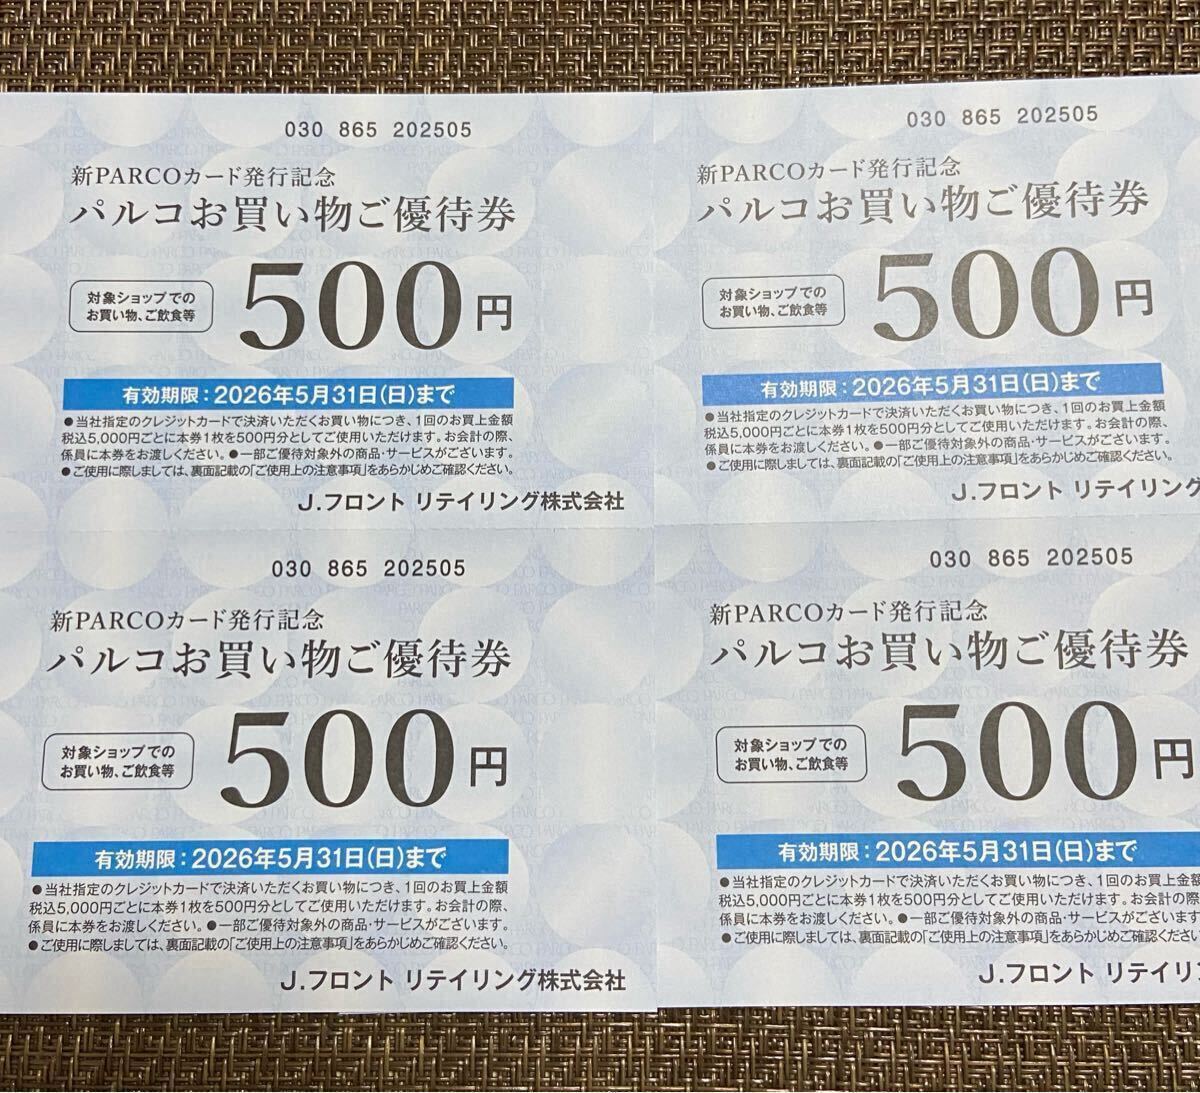 030 865 202505
新PARCOカード発行記念
パルコお買い物ご優待券
対象ショップでの
お買い物、ご飲食等
500円
有効期限：2026年5月31日(日)まで
●当社指定のクレジットカードで決済いただくお買い物につき、1回のお買上金額
税込5,000円ごとに本券1枚を500円分としてご使用いただけます。お会計の際、
係員に本券をお渡しください。●一部ご優待対象外の商品・サービスがございます。
●ご使用に際しましては、裏面記載の「ご使用上の注意事項」をあらかじめご確認ください。
J.フロント リテイリング株式会社
030 865 202505
新PARCOカード発行記念
パルコお買い物ご優待券
対象ショップでの
お買い物、ご飲食等
500円
有効期限：2026年5月31日(日)まで
●当社指定のクレジットカードで決済いただくお買い物につき、1回のお買上金額
税込5,000円ごとに本券1枚を500円分としてご使用いただけます。お会計の際、
係員に本券をお渡しください。●一部ご優待対象外の商品・サービスがございます。
●ご使用に際しましては、裏面記載の「ご使用上の注意事項」をあらかじめご確認ください。
J.フロント リテイリング
030 865 202505
新PARCOカード発行記念
パルコお買い物ご優待券
対象ショップでの
お買い物、ご飲食等
500円
有効期限：2026年5月31日(日)まで
●当社指定のクレジットカードで決済いただくお買い物につき、1回のお買上金額
税込5,000円ごとに本券1枚を500円分としてご使用いただけます。お会計の際、
係員に本券をお渡しください。●一部ご優待対象外の商品・サービスがございます。
●ご使用に際しましては、裏面記載の「ご使用上の注意事項」をあらかじめご確認ください。
J.フロント リテイリング株式会社
030 865 202505
新PARCOカード発行記念
パルコお買い物ご優待券
対象ショップでの
お買い物、ご飲食等
500円
有効期限：2026年5月31日(日)まで
●当社指定のクレジットカードで決済いただくお買い物につき、1回のお買上金
税込5,000円ごとに本券1枚を500円分としてご使用いただけます。お会計の際
係員に本券をお渡しください。●一部ご優待対象外の商品・サービスがございます
●ご使用に際しましては、裏面記載の「ご使用上の注意事項」をあらかじめご確認くださ
J.フロント リテイリ